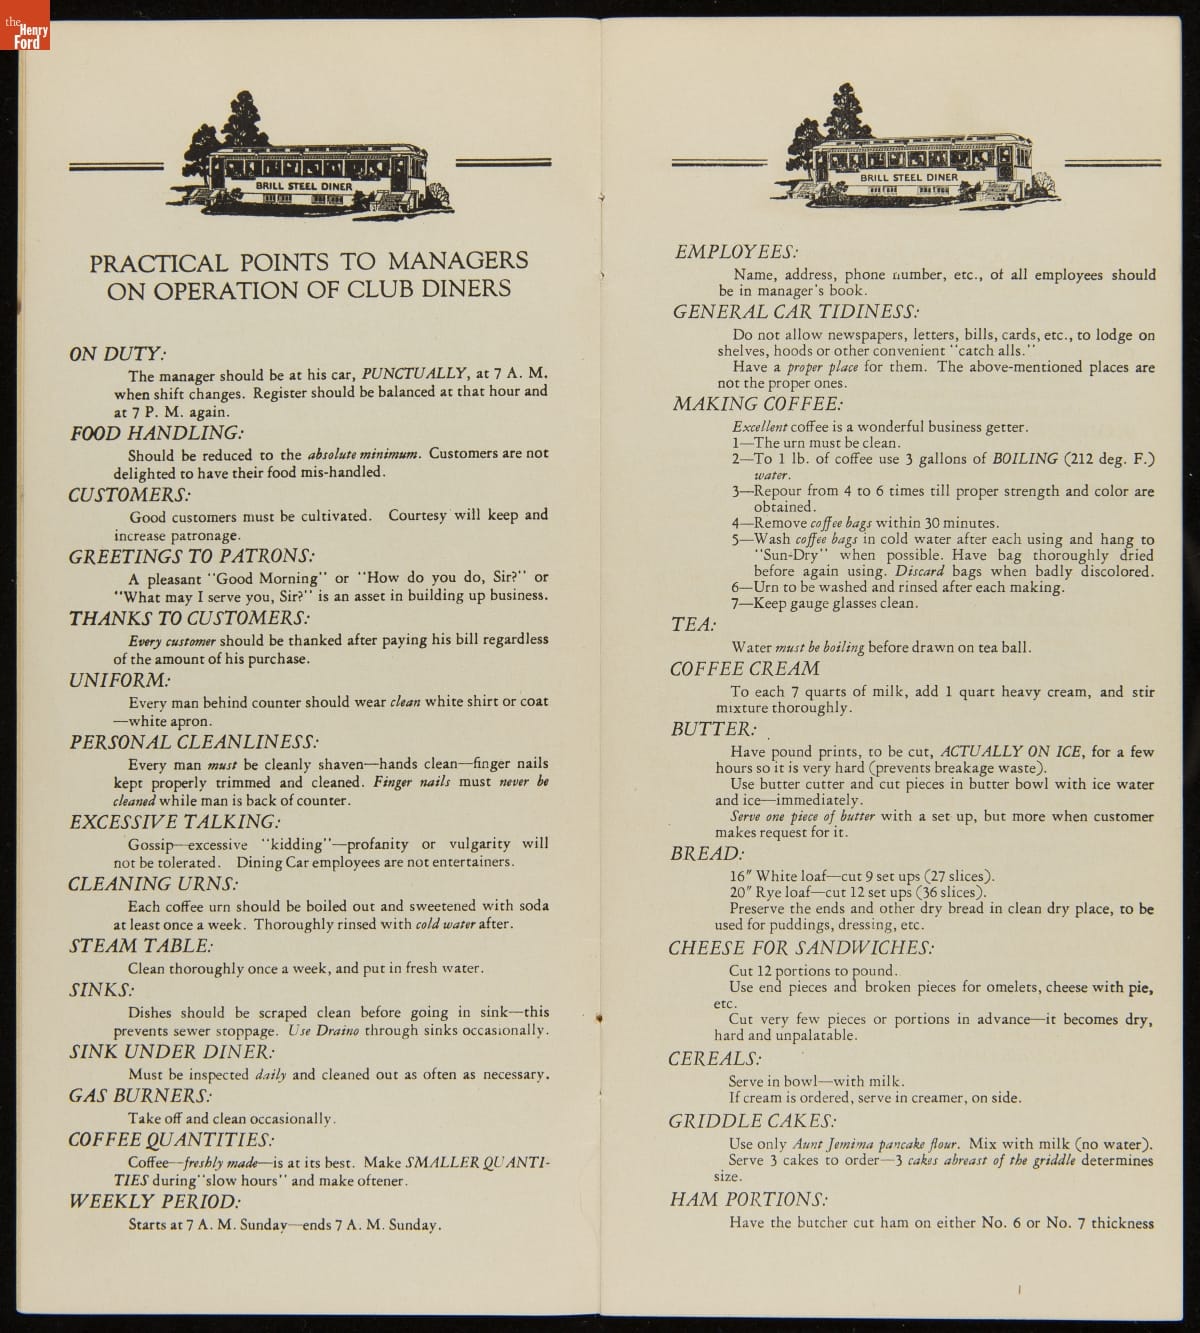 the
Henry
Ford
BRILL STEEL DINER
PRACTICAL POINTS TO MANAGERS
ON OPERATION OF CLUB DINERS
ON DUTY:
The manager should be at his car, PUNCTUALLY, at 7 A. M.
when shift changes. Register should be balanced at that hour and
at 7 P. M. again.
FOOD HANDLING:
Should be reduced to the absolute minimum. Customers are not
delighted to have their food mis-handled.
CUSTOMERS:
Good customers must be cultivated. Courtesy will keep and
increase patronage.
GREETINGS TO PATRONS:
A pleasant "Good Morning" or "How do you do, Sir?" or
"What may I serve you, Sir?" is an asset in building up business.
THANKS TO CUSTOMERS:
Every customer should be thanked after paying his bill regardless
of the amount of his purchase.
UNIFORM:
Every man behind counter should wear clean white shirt or coat
—white apron.
PERSONAL CLEANLINESS:
Every man must be cleanly shaven—hands clean—finger nails
kept properly trimmed and cleaned. Finger nails must never be
cleaned while man is back of counter.
EXCESSIVE TALKING:
Gossip—excessive "kidding"—profanity or vulgarity will
not be tolerated. Dining Car employees are not entertainers.
CLEANING URNS:
Each coffee urn should be boiled out and sweetened with soda
at least once a week. Thoroughly rinsed with cold water after.
STEAM TABLE:
Clean thoroughly once a week, and put in fresh water.
SINKS:
Dishes should be scraped clean before going in sink—this
prevents sewer stoppage. Use Draino through sinks occasionally.
SINK UNDER DINER:
Must be inspected daily and cleaned out as often as necessary.
GAS BURNERS:
Take off and clean occasionally.
COFFEE QUANTITIES:
Coffee—freshly made—is at its best. Make SMALLER QUANTI-
TIES during "slow hours" and make oftener.
WEEKLY PERIOD:
Starts at 7 A. M. Sunday—ends 7 A. M. Sunday.
BRILL STEEL DINER
EMPLOYEES:
Name, address, phone number, etc., of all employees should
be in manager's book.
GENERAL CAR TIDINESS:
Do not allow newspapers, letters, bills, cards, etc., to lodge on
shelves, hoods or other convenient "catch alls."
Have a proper place for them. The above-mentioned places are
not the proper ones.
MAKING COFFEE:
Excellent coffee is a wonderful business getter.
1—The urn must be clean.
2—To 1 lb. of coffee use 3 gallons of BOILING (212 deg. F.)
water.
3—Repour from 4 to 6 times till proper strength and color are
obtained.
4—Remove coffee bags within 30 minutes.
5—Wash coffee bags in cold water after each using and hang to
"Sun-Dry" when possible. Have bag thoroughly dried
before again using. Discard bags when badly discolored.
6—Urn to be washed and rinsed after each making.
7—Keep gauge glasses clean.
TEA:
Water must be boiling before drawn on tea ball.
COFFEE CREAM
To each 7 quarts of milk, add 1 quart heavy cream, and stir
mixture thoroughly.
BUTTER:
Have pound prints, to be cut, ACTUALLY ON ICE, for a few
hours so it is very hard (prevents breakage waste).
Use butter cutter and cut pieces in butter bowl with ice water
and ice—immediately.
Serve one piece of butter with a set up, but more when customer
makes request for it.
BREAD:
16" White loaf—cut 9 set ups (27 slices).
20" Rye loaf—cut 12 set ups (36 slices).
Preserve the ends and other dry bread in clean dry place, to be
used for puddings, dressing, etc.
CHEESE FOR SANDWICHES:
Cut 12 portions to pound.
Use end pieces and broken pieces for omelets, cheese with pie,
etc.
Cut very few pieces or portions in advance—it becomes dry,
hard and unpalatable.
CEREALS:
Serve in bowl—with milk.
If cream is ordered, serve in creamer, on side.
GRIDDLE CAKES:
Use only Aunt Jemima pancake flour. Mix with milk (no water).
Serve 3 cakes to order—3 cakes abreast of the griddle determines
size.
HAM PORTIONS:
Have the butcher cut ham on either No. 6 or No. 7 thickness